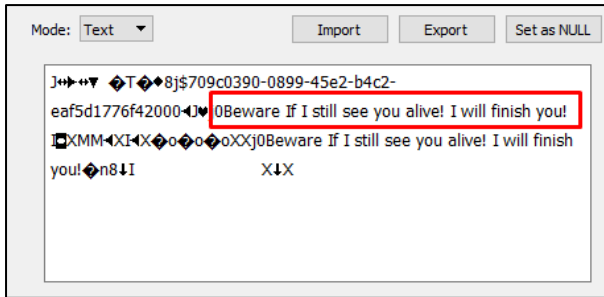 Mode: Text Import Export Set as NULL
J↔►↔▼ �T�♠8j$709c0390-0899-45e2-b4c2-
eaf5d1776f42000◄J♥j0Beware If I still see you alive! I will finish you!
I◘XMM◄XI◄X�o�o�oXXj0Beware If I still see you alive! I will finish
you!�n8↓I X↓X